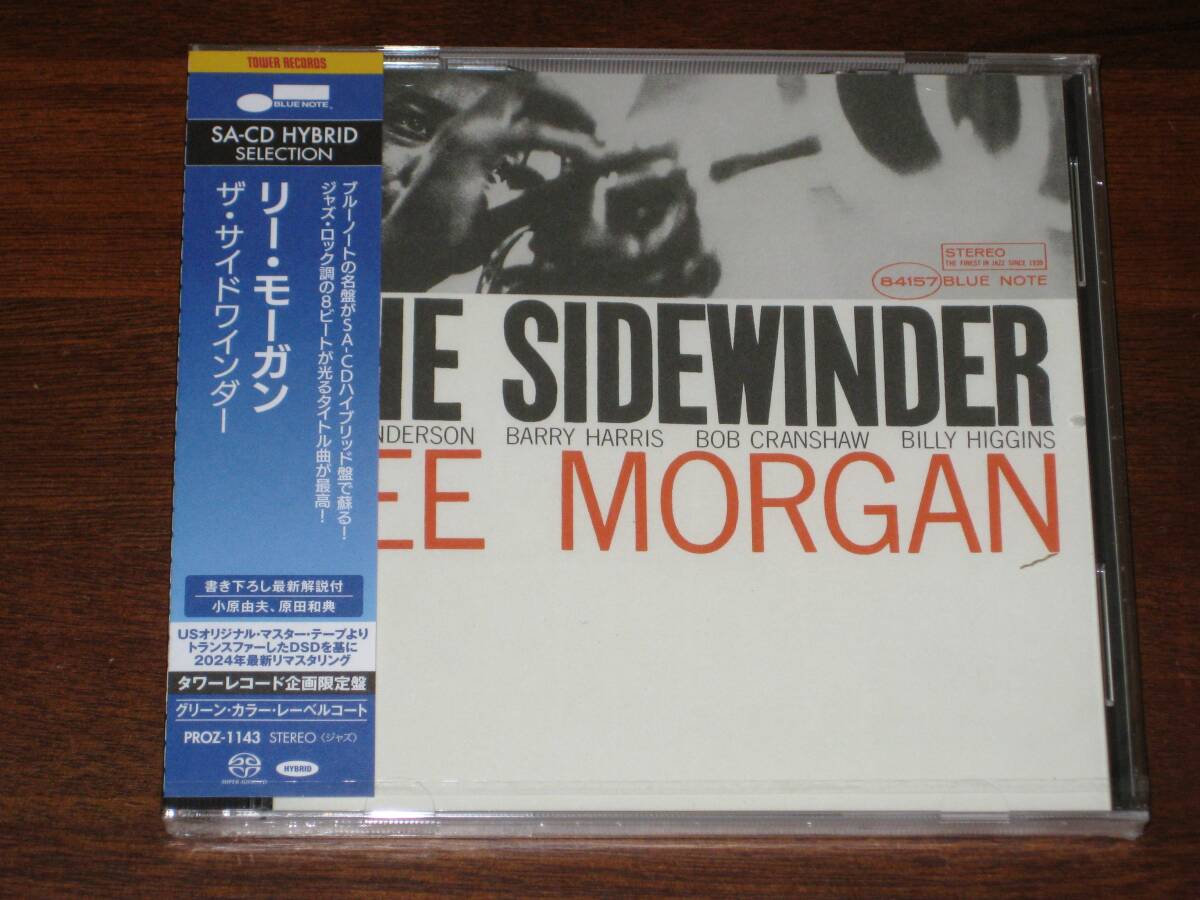 TOWER RECORDS
BLUE NOTE
SA-CD HYBRID
SELECTION
ブルーノートの名盤がSA-CDハイブリッド盤で蘇る!
ジャズ・ロック調の8ビートが光るタイトル曲が最高!
リー・モーガン
ザ・サイドワインダー
書き下ろし最新解説付
小原由夫、原田和典
USオリジナル・マスター・テープより
トランスファーしたDSDを基に
2024年最新リマスタリング
タワーレコード企画限定盤
グリーン・カラー・レーベルコート
PROZ-1143 STEREO〈ジャズ〉
SUPER AUDIO CD
HYBRID
STEREO
THE FINEST IN JAZZ SINCE 1939
84157 BLUE NOTE
HE SIDEWINDER
NDERSON BARRY HARRIS BOB CRANSHAW BILLY HIGGINS
EE MORGAN